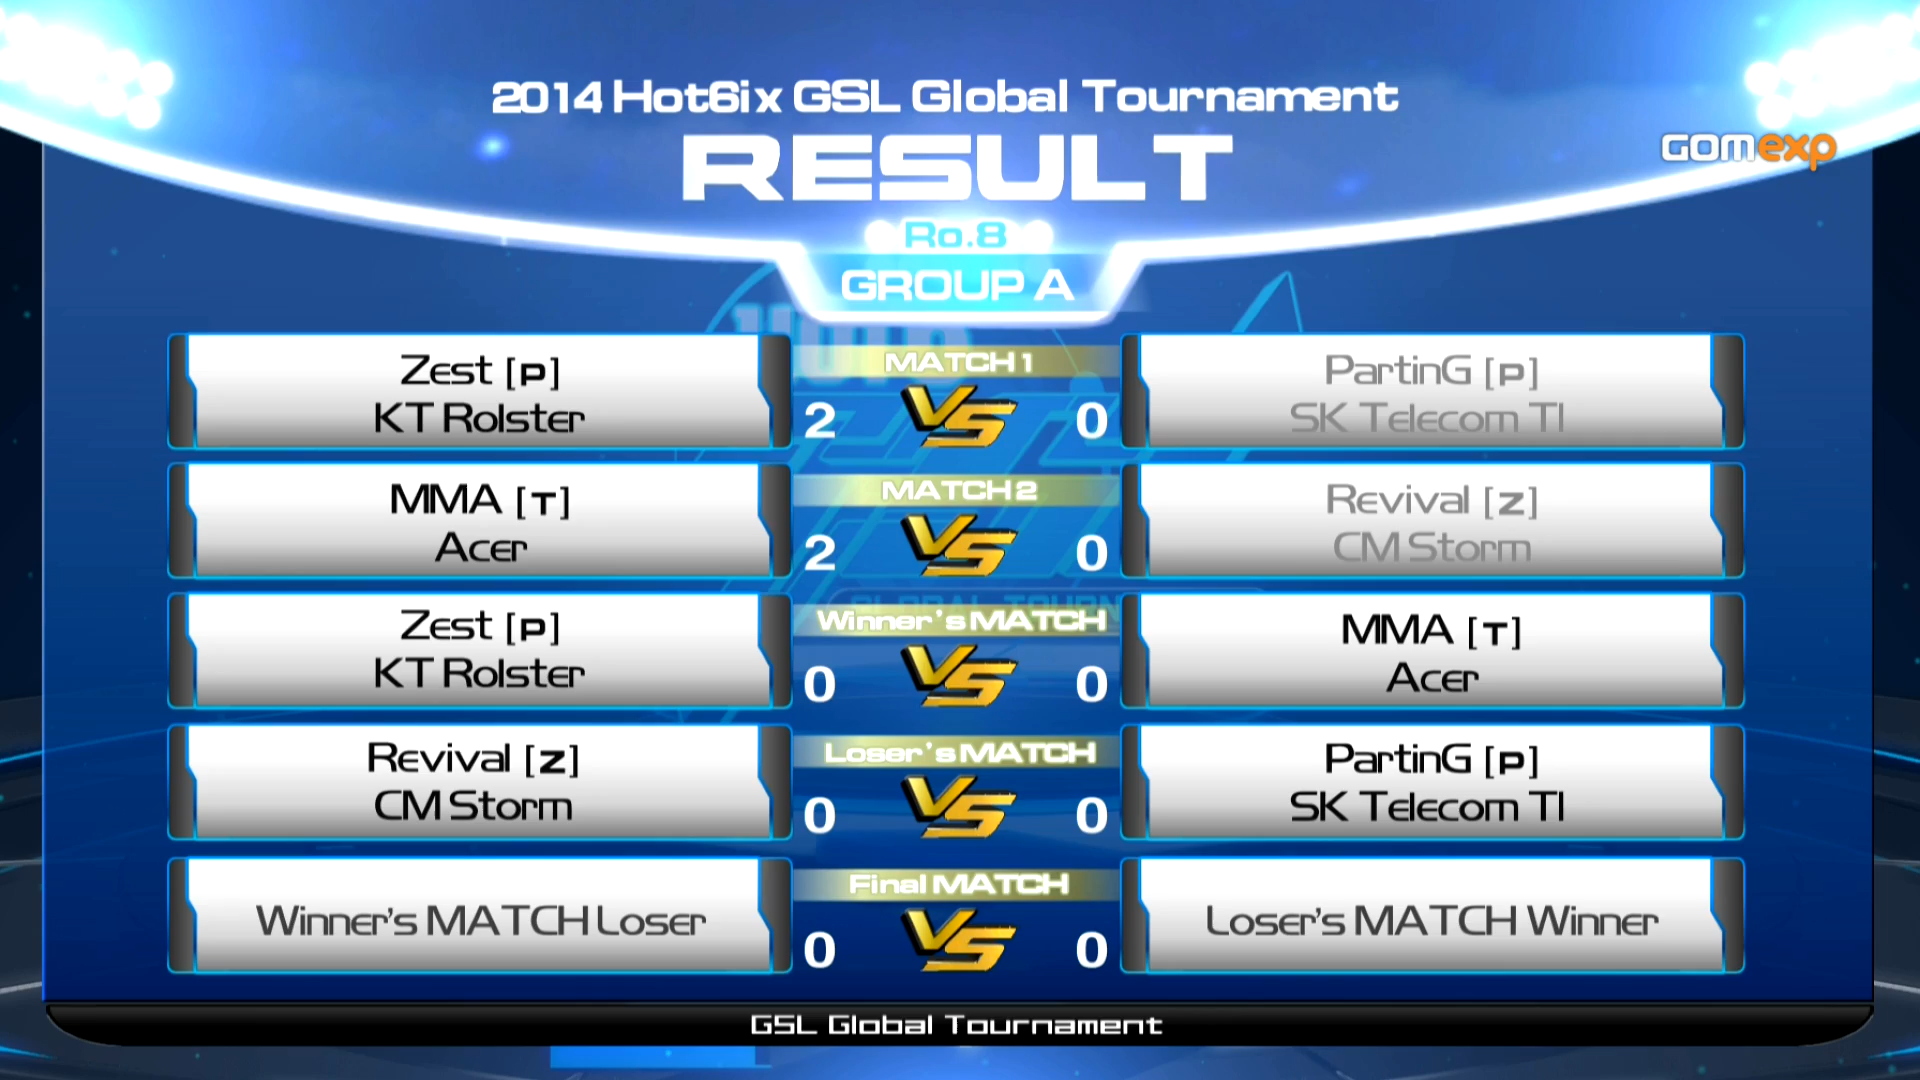 2014 Hot6ix GSL Global Tournament
RESULT
GOMexp
Ro.8
GROUP A
Zest [P]
KT Rolster
MATCH 1
2 VS 0
PartinG [P]
SK Telecom T1
MMA [T]
Acer
MATCH 2
2 VS 0
Revival [Z]
CM Storm
Zest [P]
KT Rolster
Winner's MATCH
0 VS 0
MMA [T]
Acer
Revival [Z]
CM Storm
Loser's MATCH
0 VS 0
PartinG [P]
SK Telecom T1
Winner's MATCH Loser
Final MATCH
0 VS 0
Loser's MATCH Winner
GSL Global Tournament